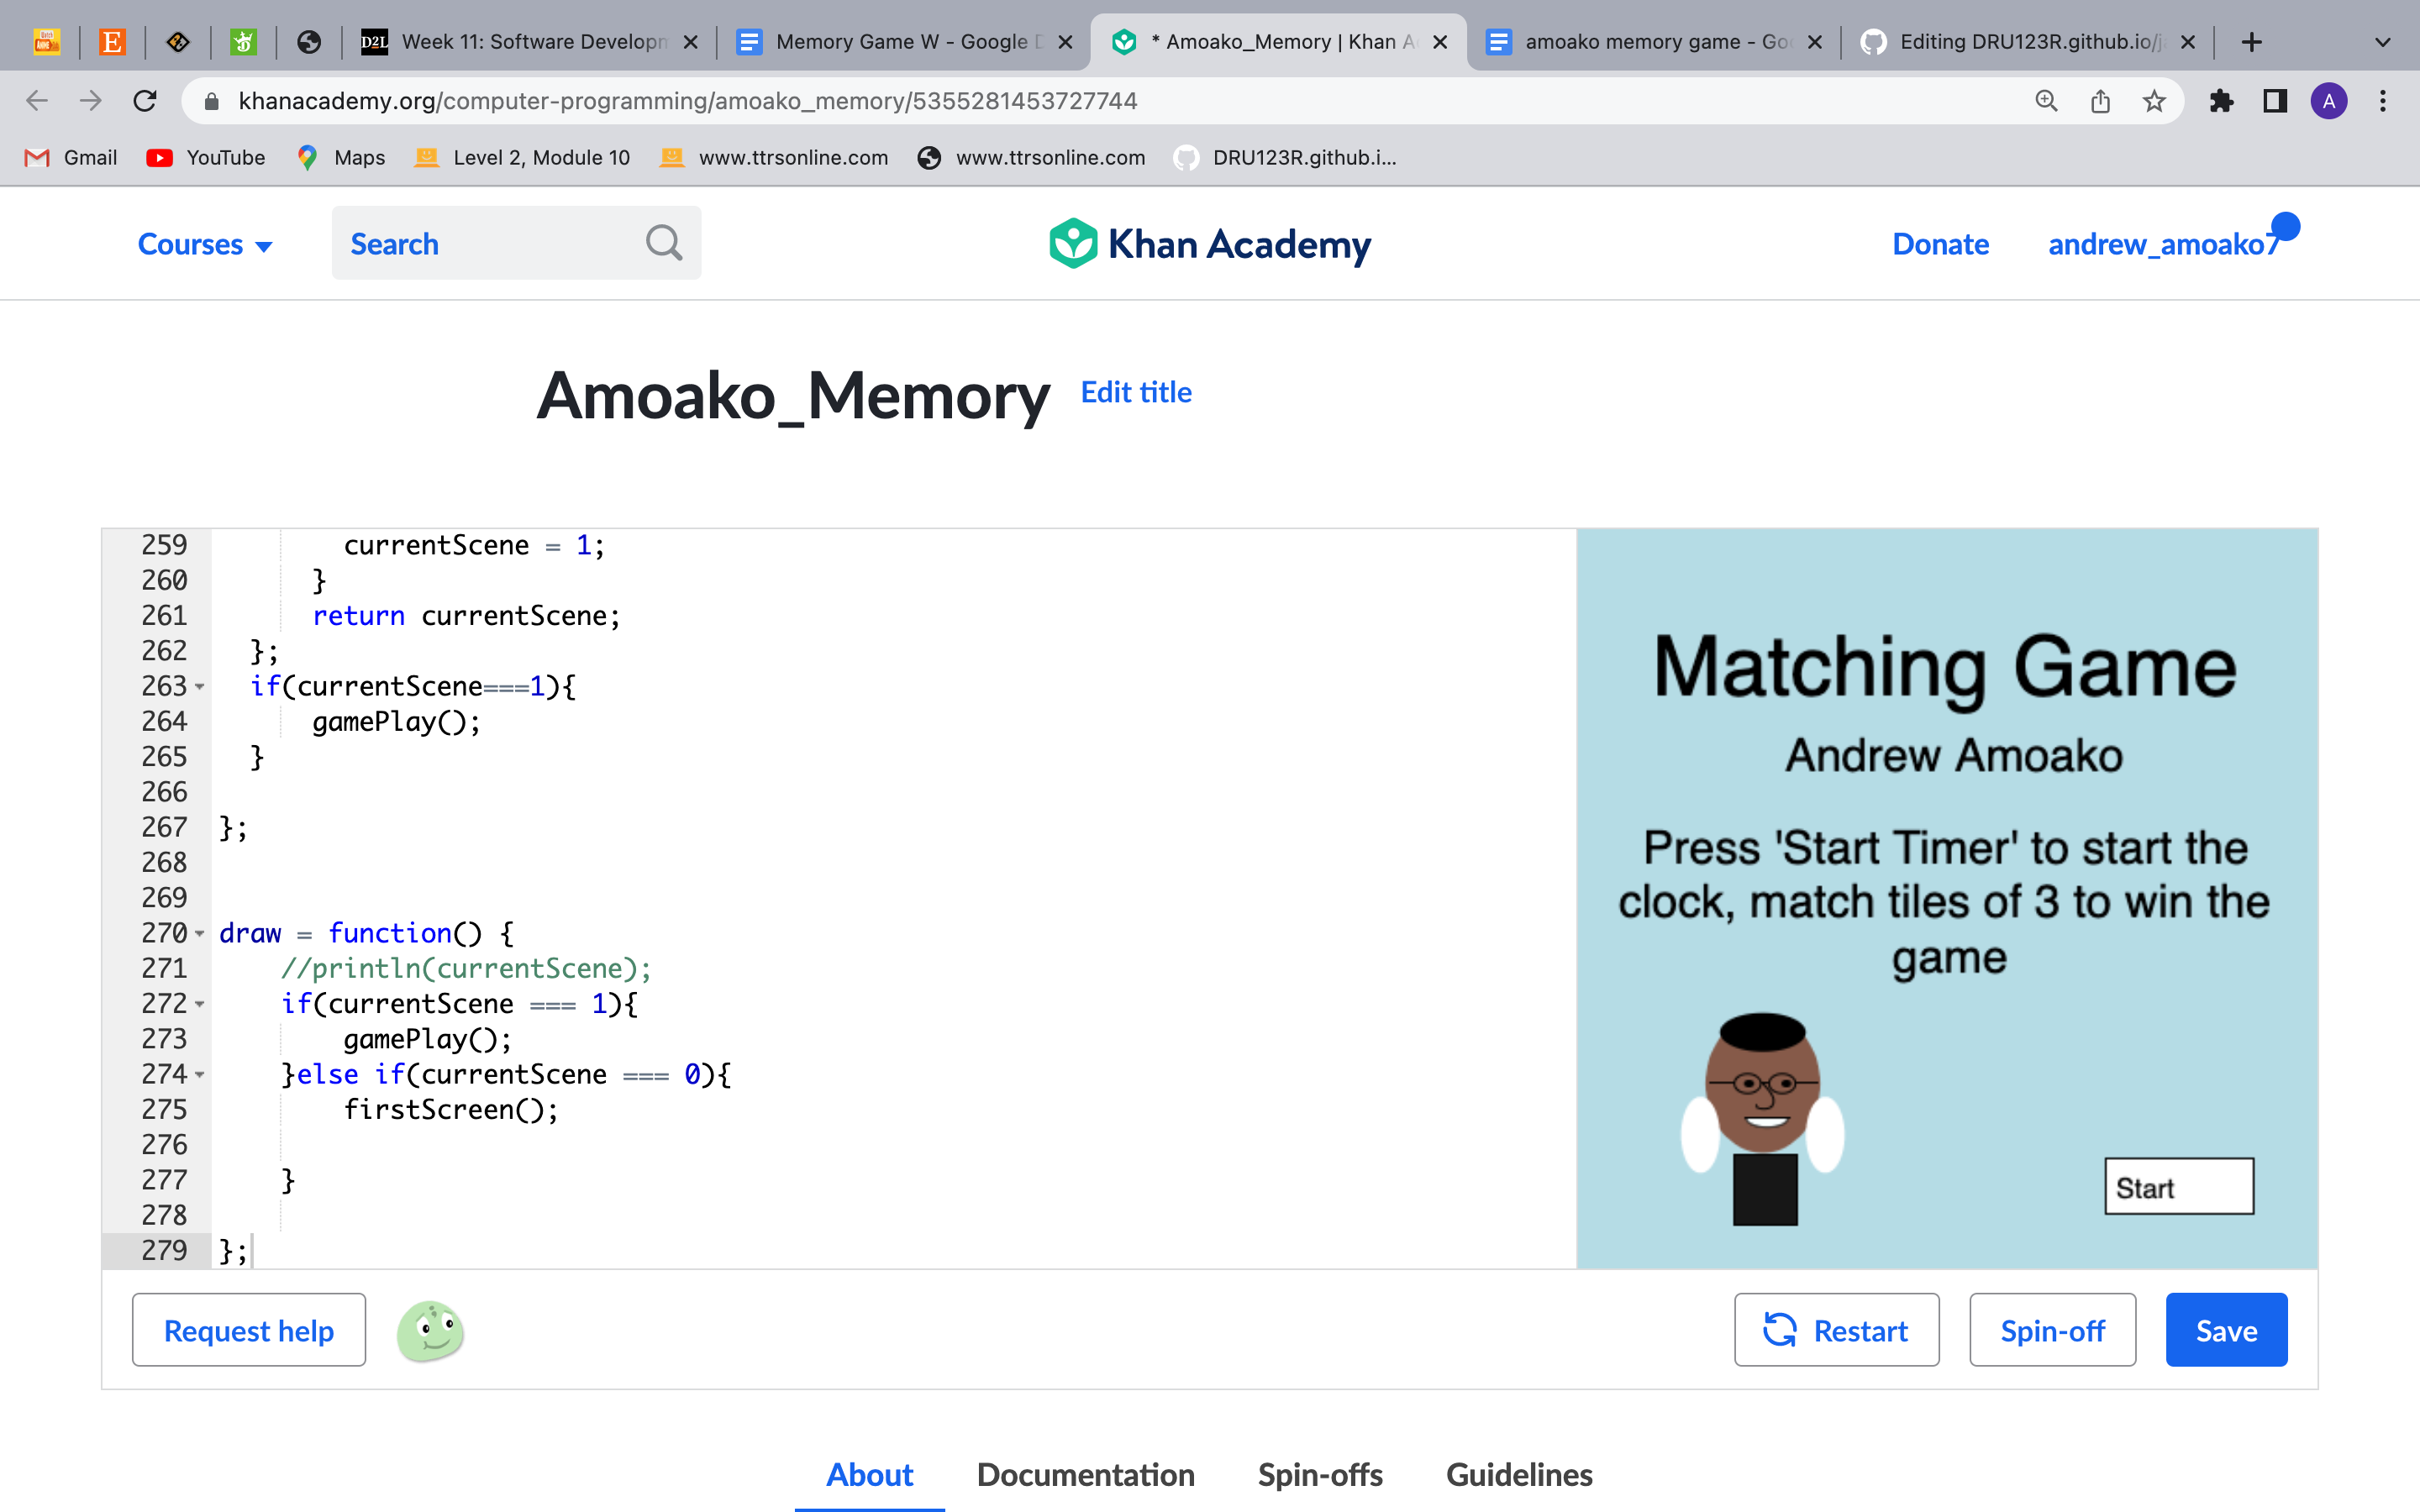 D2L Week 11: Software Developm
Memory Game W - Google D
* Amoako_Memory | Khan A
amoako memory game - Goo
Editing DRU123R.github.io/j
khanacademy.org/computer-programming/amoako_memory/5355281453727744
A
Gmail YouTube Maps Level 2, Module 10 www.ttrsonline.com www.ttrsonline.com DRU123R.github.i...
Courses Search Khan Academy Donate andrew_amoako7
Amoako_Memory Edit title
259 currentScene = 1;
260 }
261 return currentScene;
262 };
263 if(currentScene===1){
264 gamePlay();
265 }
266
267 };
268
269
270 draw = function() {
271 //println(currentScene);
272 if(currentScene === 1){
273 gamePlay();
274 }else if(currentScene === 0){
275 firstScreen();
276
277 }
278
279 };
Matching Game
Andrew Amoako
Press 'Start Timer' to start the
clock, match tiles of 3 to win the
game
Start
Request help Restart Spin-off Save
About Documentation Spin-offs Guidelines